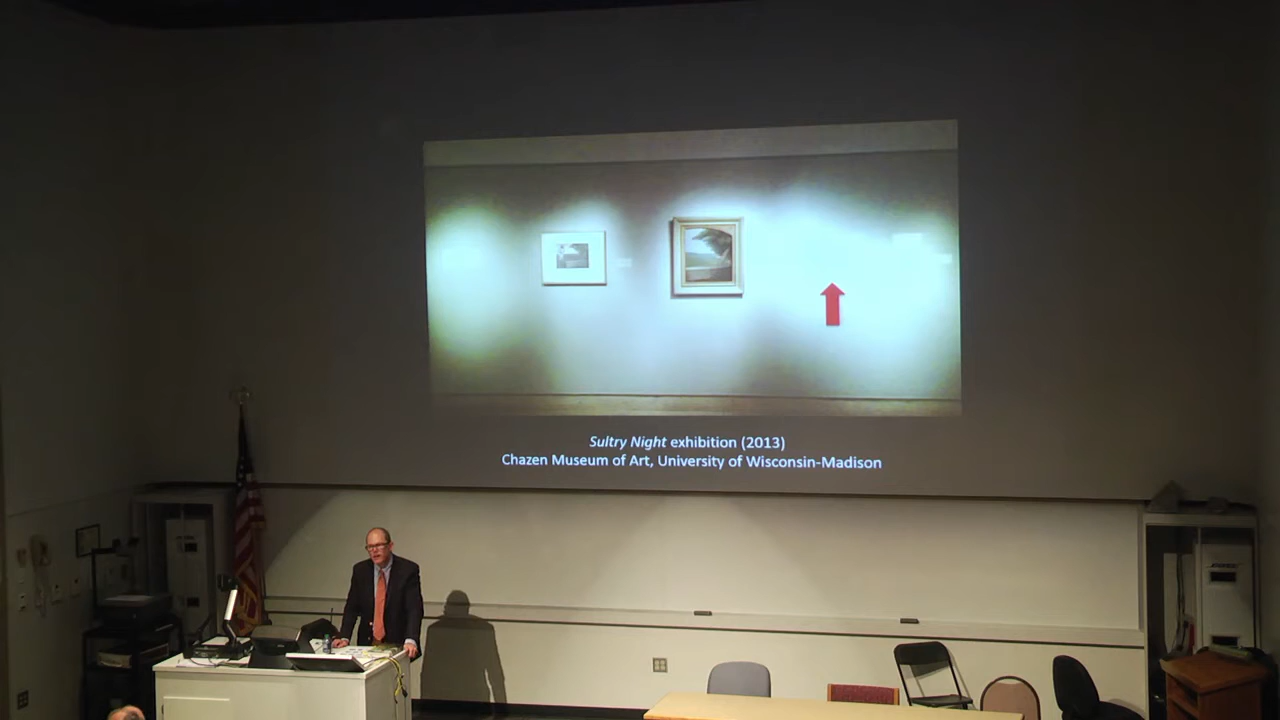 Sultry Night exhibition (2013)
Chazen Museum of Art, University of Wisconsin-Madison